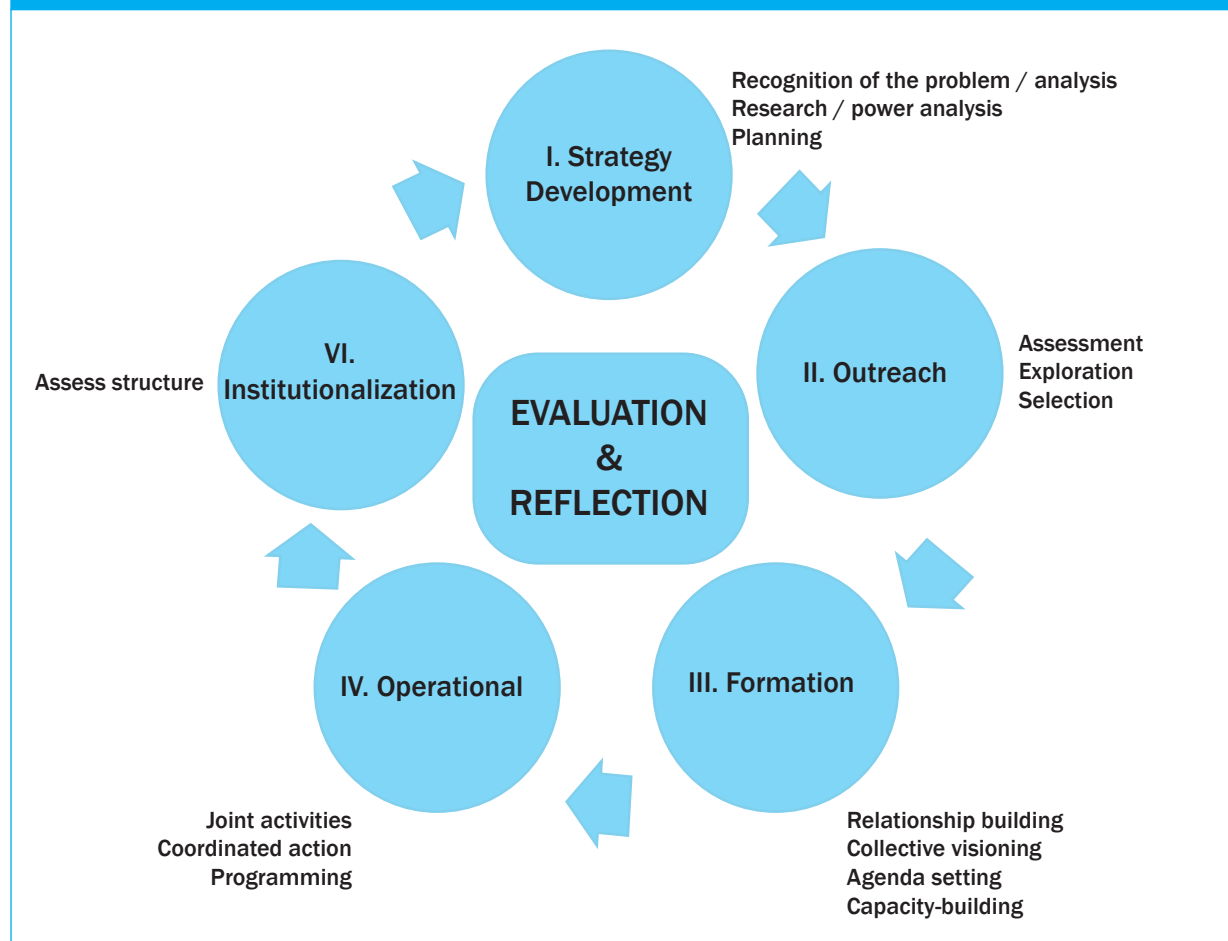 I. Strategy
Development
Recognition of the problem / analysis
Research / power analysis
Planning
II. Outreach
Assessment
Exploration
Selection
III. Formation
Relationship building
Collective visioning
Agenda setting
Capacity-building
IV. Operational
Joint activities
Coordinated action
Programming
VI.
Institutionalization
Assess structure
EVALUATION
&
REFLECTION